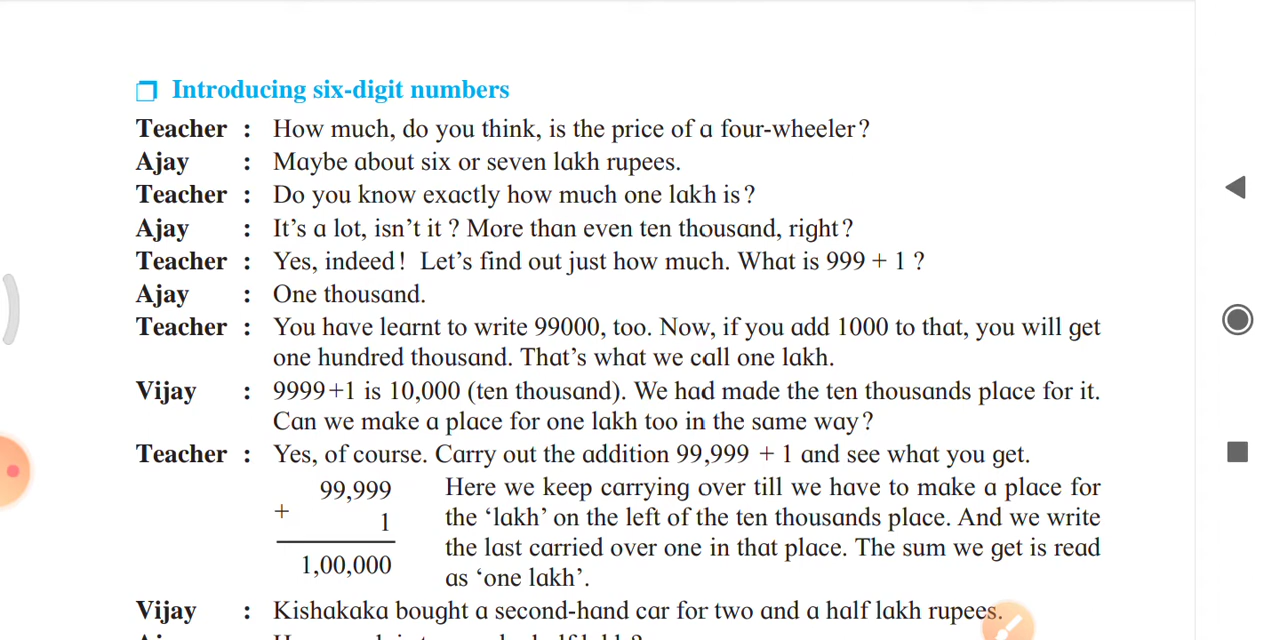 Introducing six-digit numbers
Teacher : How much, do you think, is the price of a four-wheeler?
Ajay : Maybe about six or seven lakh rupees.
Teacher : Do you know exactly how much one lakh is?
Ajay : It's a lot, isn't it ? More than even ten thousand, right?
Teacher : Yes, indeed! Let's find out just how much. What is 999 + 1 ?
Ajay : One thousand.
Teacher : You have learnt to write 99000, too. Now, if you add 1000 to that, you will get
one hundred thousand. That's what we call one lakh.
Vijay : 9999+1 is 10,000 (ten thousand). We had made the ten thousands place for it.
Can we make a place for one lakh too in the same way?
Teacher : Yes, of course. Carry out the addition 99,999 + 1 and see what you get.
99,999
+ 1
1,00,000
Here we keep carrying over till we have to make a place for
the 'lakh' on the left of the ten thousands place. And we write
the last carried over one in that place. The sum we get is read
as 'one lakh'.
Vijay : Kishakaka bought a second-hand car for two and a half lakh rupees.